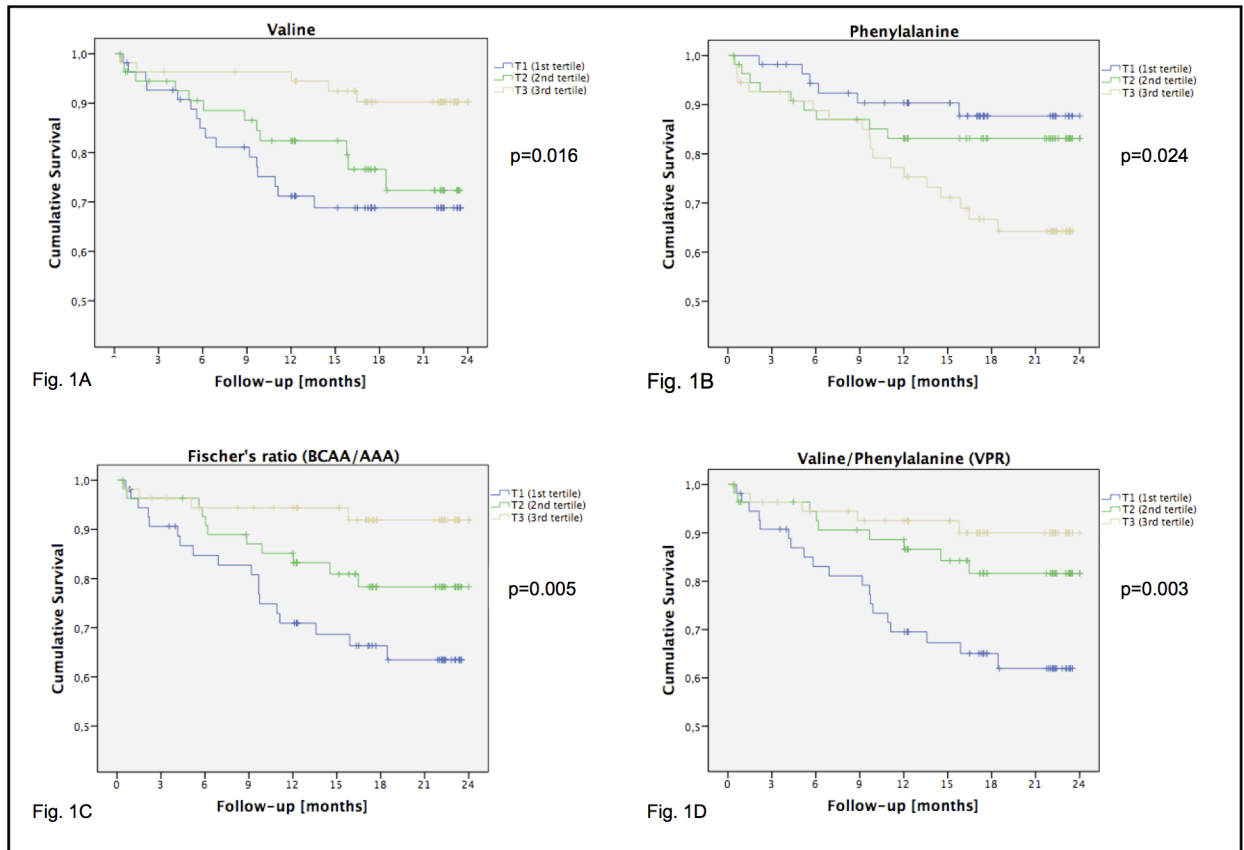 Valine
Cumulative Survival
1,0
0,9
0,8
0,7
0,6
0,5
0 3 6 9 12 15 18 21 24
Follow-up [months]
T1 (1st tertile)
T2 (2nd tertile)
T3 (3rd tertile)
p=0.016
Fig. 1A
Phenylalanine
Cumulative Survival
1,0
0,9
0,8
0,7
0,6
0,5
0 3 6 9 12 15 18 21 24
Follow-up [months]
T1 (1st tertile)
T2 (2nd tertile)
T3 (3rd tertile)
p=0.024
Fig. 1B
Fischer's ratio (BCAA/AAA)
Cumulative Survival
1,0
0,9
0,8
0,7
0,6
0,5
0 3 6 9 12 15 18 21 24
Follow-up [months]
T1 (1st tertile)
T2 (2nd tertile)
T3 (3rd tertile)
p=0.005
Fig. 1C
Valine/Phenylalanine (VPR)
Cumulative Survival
1,0
0,9
0,8
0,7
0,6
0,5
0 3 6 9 12 15 18 21 24
Follow-up [months]
T1 (1st tertile)
T2 (2nd tertile)
T3 (3rd tertile)
p=0.003
Fig. 1D